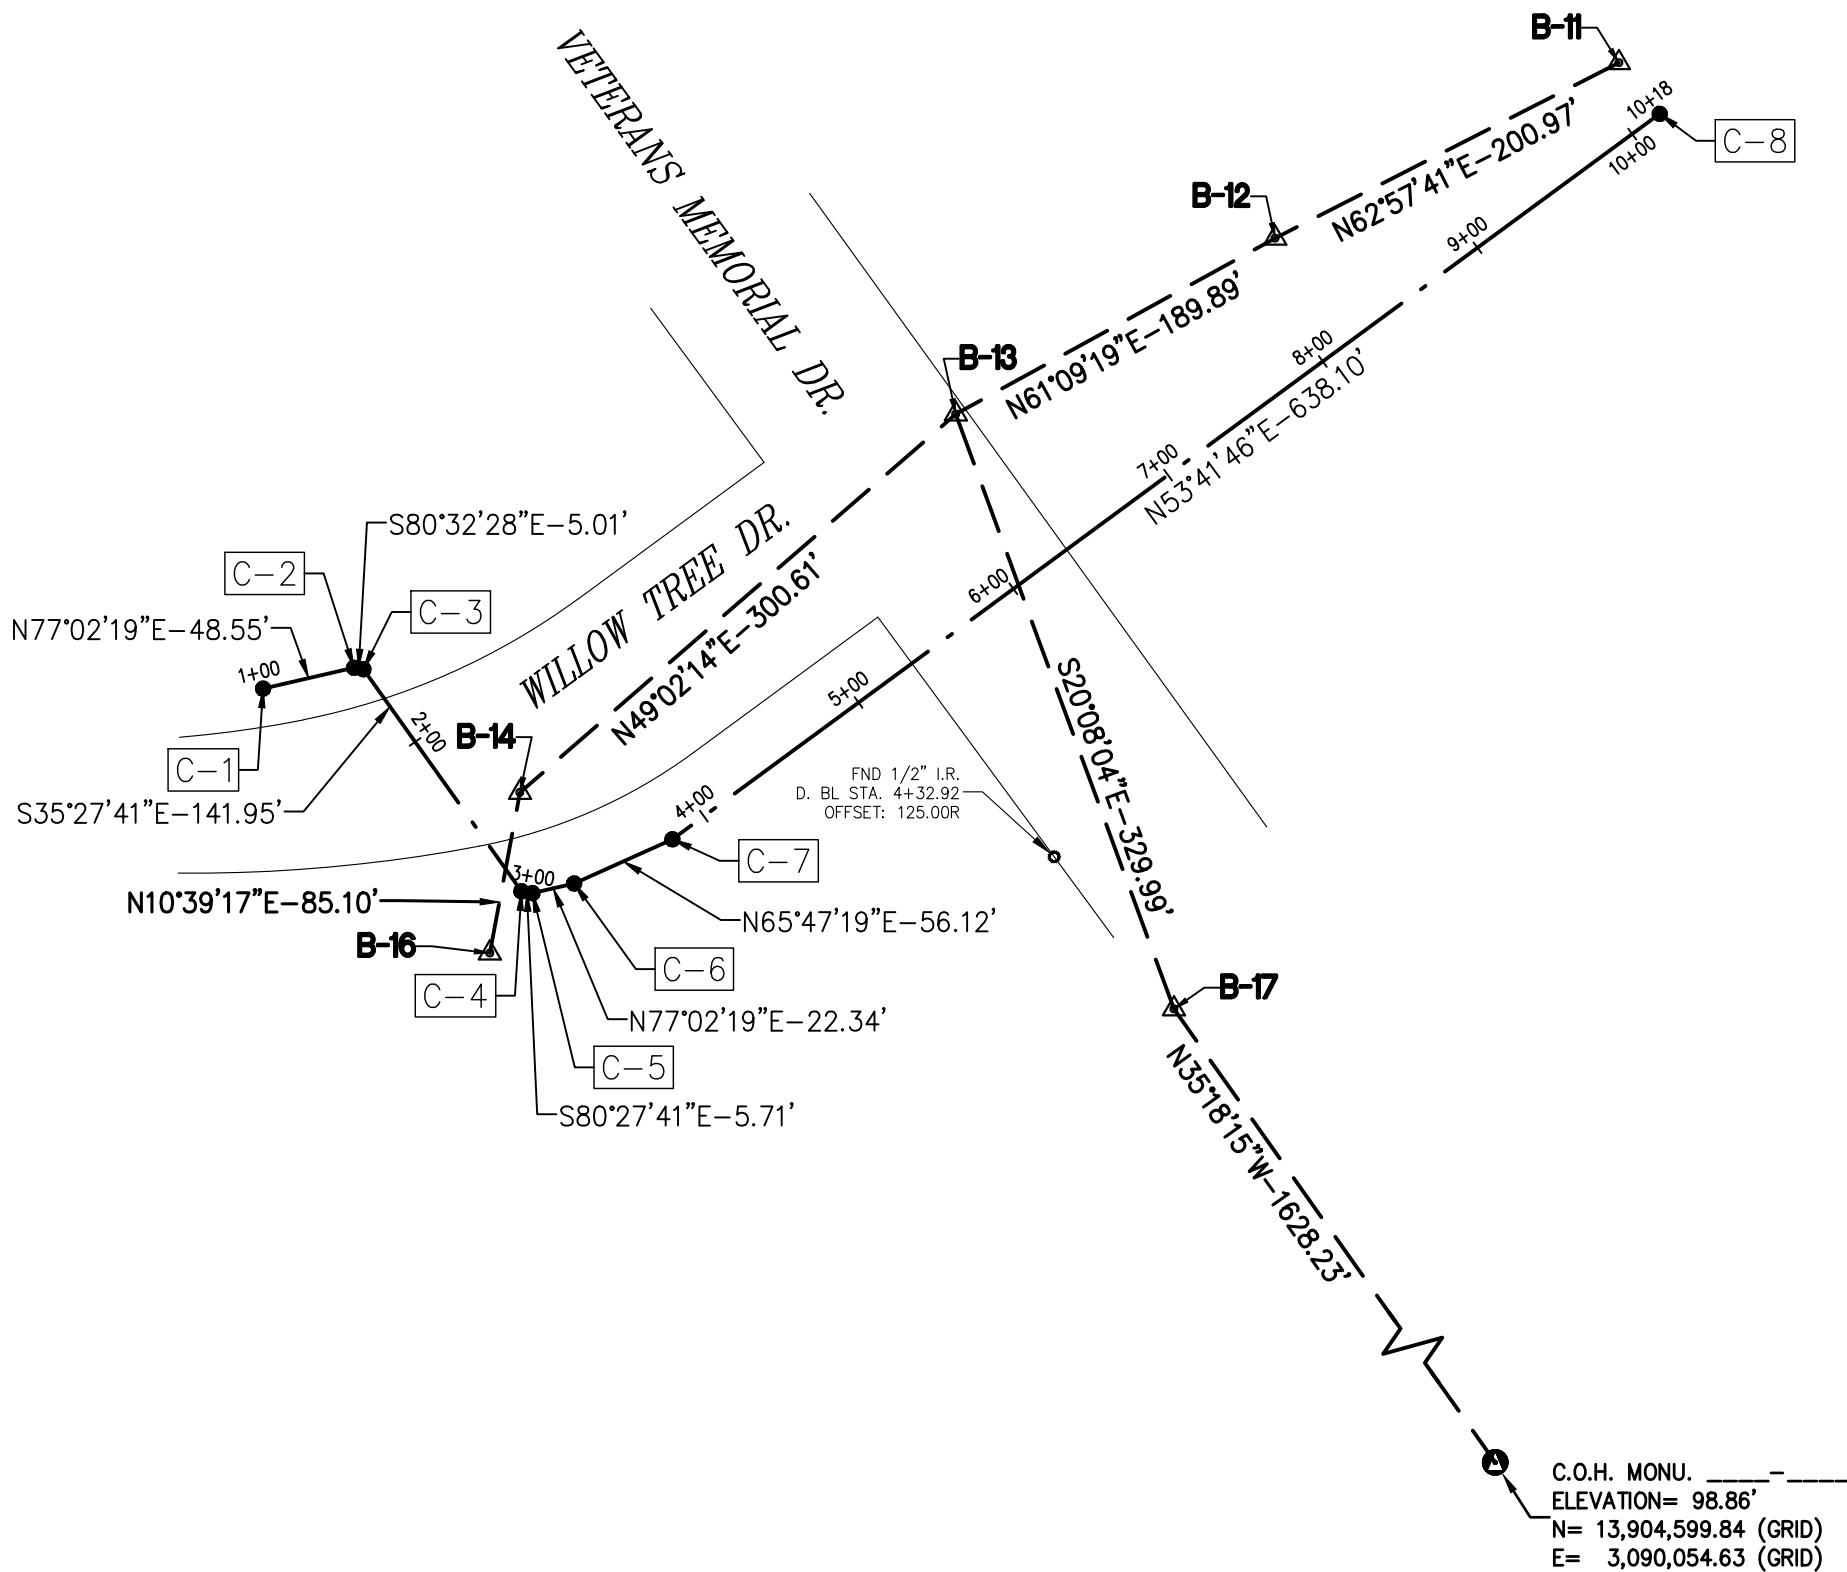 B-11
10+18
C-8
10+00
N62°57'41"E-200.97'
B-12
9+00
VETERANS MEMORIAL DR.
B-13
N61°09'19"E-189.89'
8+00
N53°41'46"E-638.10'
7+00
S80°32'28"E-5.01'
C-2
C-3
WILLOW TREE DR.
N49°02'14"E-300.61'
6+00
N77°02'19"E-48.55'
1+00
5+00
S20°08'04"E-329.99'
2+00
B-14
C-1
S35°27'41"E-141.95'
FND 1/2" I.R.
D. BL STA. 4+32.92
OFFSET: 125.00R
4+00
C-7
3+00
N10°39'17"E-85.10'
N65°47'19"E-56.12'
B-16
C-6
C-4
B-17
N77°02'19"E-22.34'
C-5
S80°27'41"E-5.71'
N35°18'15"W-1628.23'
C.O.H. MONU. ____-____
ELEVATION= 98.86'
N= 13,904,599.84 (GRID)
E= 3,090,054.63 (GRID)